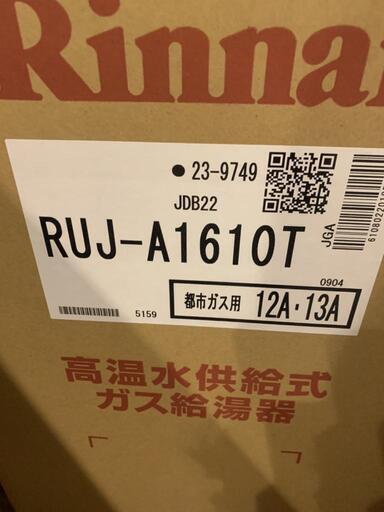 Rinnai
● 23-9749
JDB22
RUJ-A1610T
JGA
0904
5159
都市ガス用 12A・13A
高温水供給式
ガス給湯器